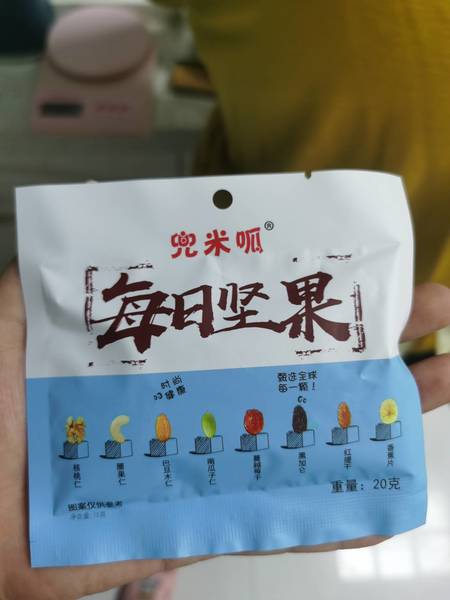 兜米呱®
每日坚果
时尚
好健康
甄选全球
每一颗!
核桃仁
腰果仁
巴旦木仁
南瓜子仁
蔓越莓干
黑加仑
红提干
香蕉片
重量：20克
图案仅供参考